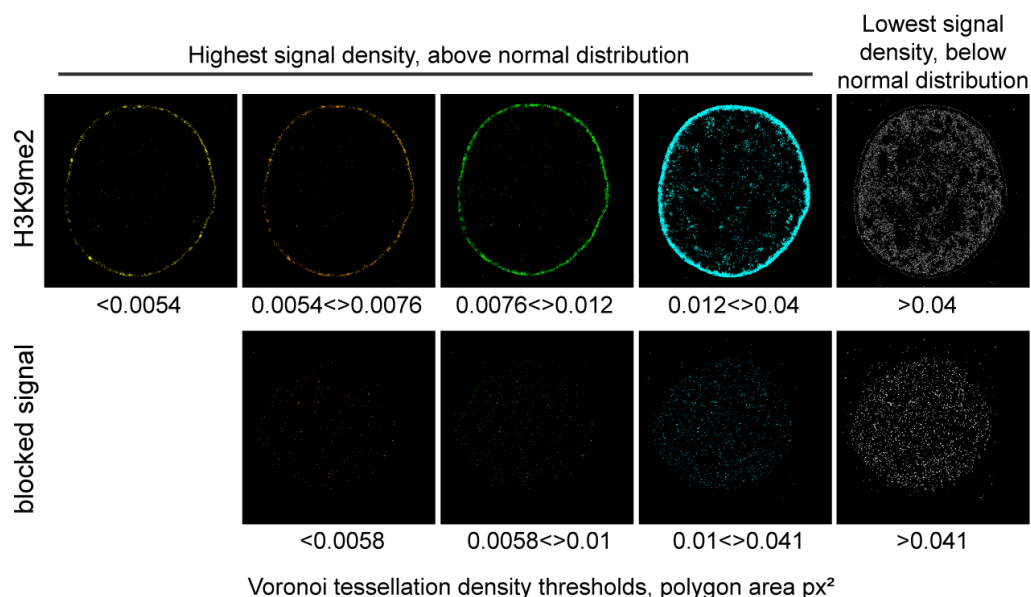 Highest signal density, above normal distribution
Lowest signal
density, below
normal distribution
H3K9me2
<0.0054
0.0054<>0.0076
0.0076<>0.012
0.012<>0.04
>0.04
blocked signal
<0.0058
0.0058<>0.01
0.01<>0.041
>0.041
Voronoi tessellation density thresholds, polygon area px²